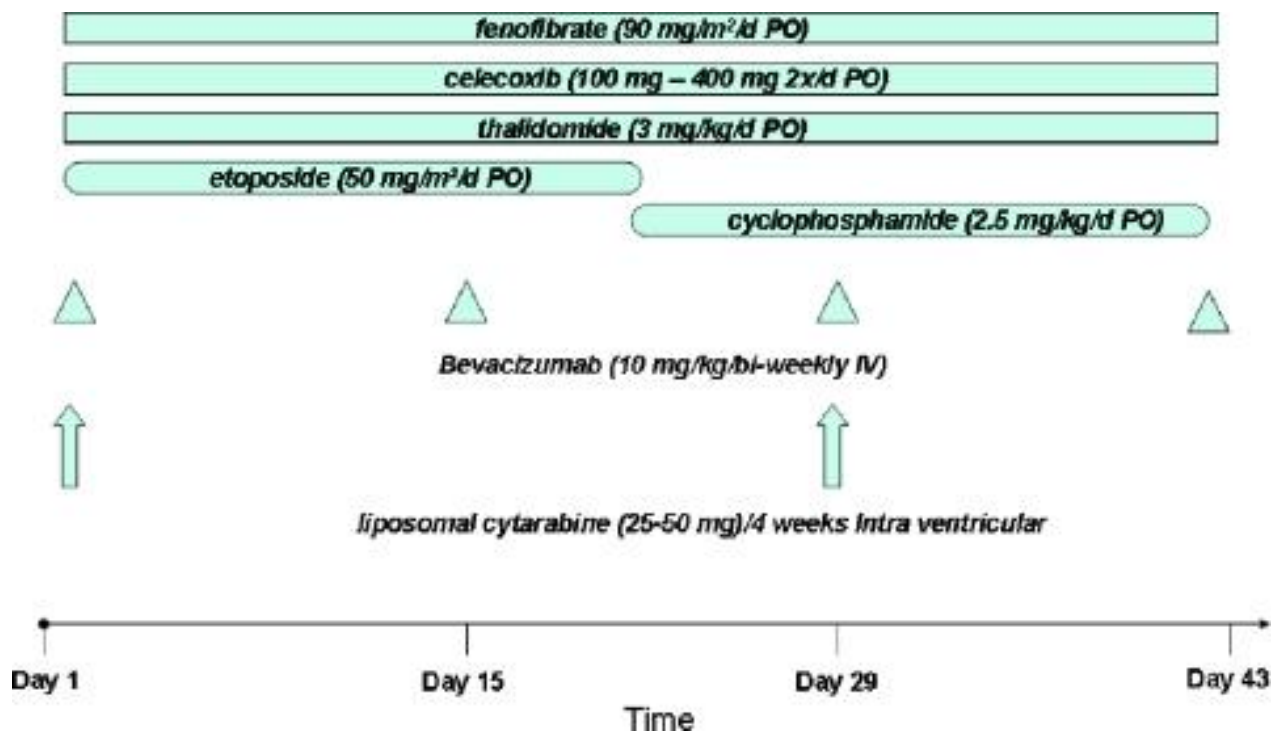 fenofibrate (90 mg/m²/d PO)
celecoxib (100 mg – 400 mg 2x/d PO)
thalidomide (3 mg/kg/d PO)
etoposide (50 mg/m²/d PO)
cyclophosphamide (2.5 mg/kg/d PO)
Bevacizumab (10 mg/kg/bi-weekly IV)
liposomal cytarabine (25-50 mg)/4 weeks Intra ventricular
Day 1 Day 15 Day 29 Day 43
Time